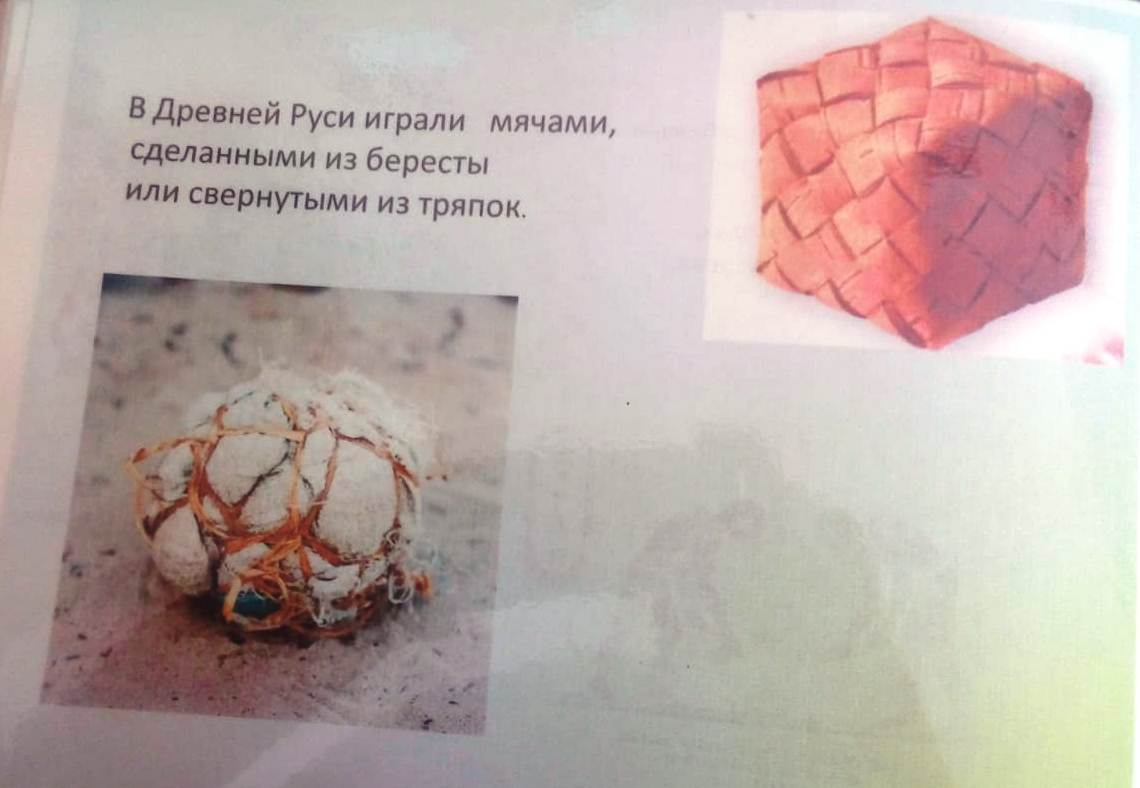 В Древней Руси играли мячами,
сделанными из бересты
или свернутыми из тряпок.